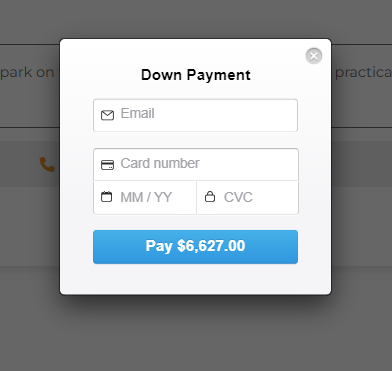 park on
practica
Down Payment
Email
Card number
MM / YY
CVC
Pay $6,627.00